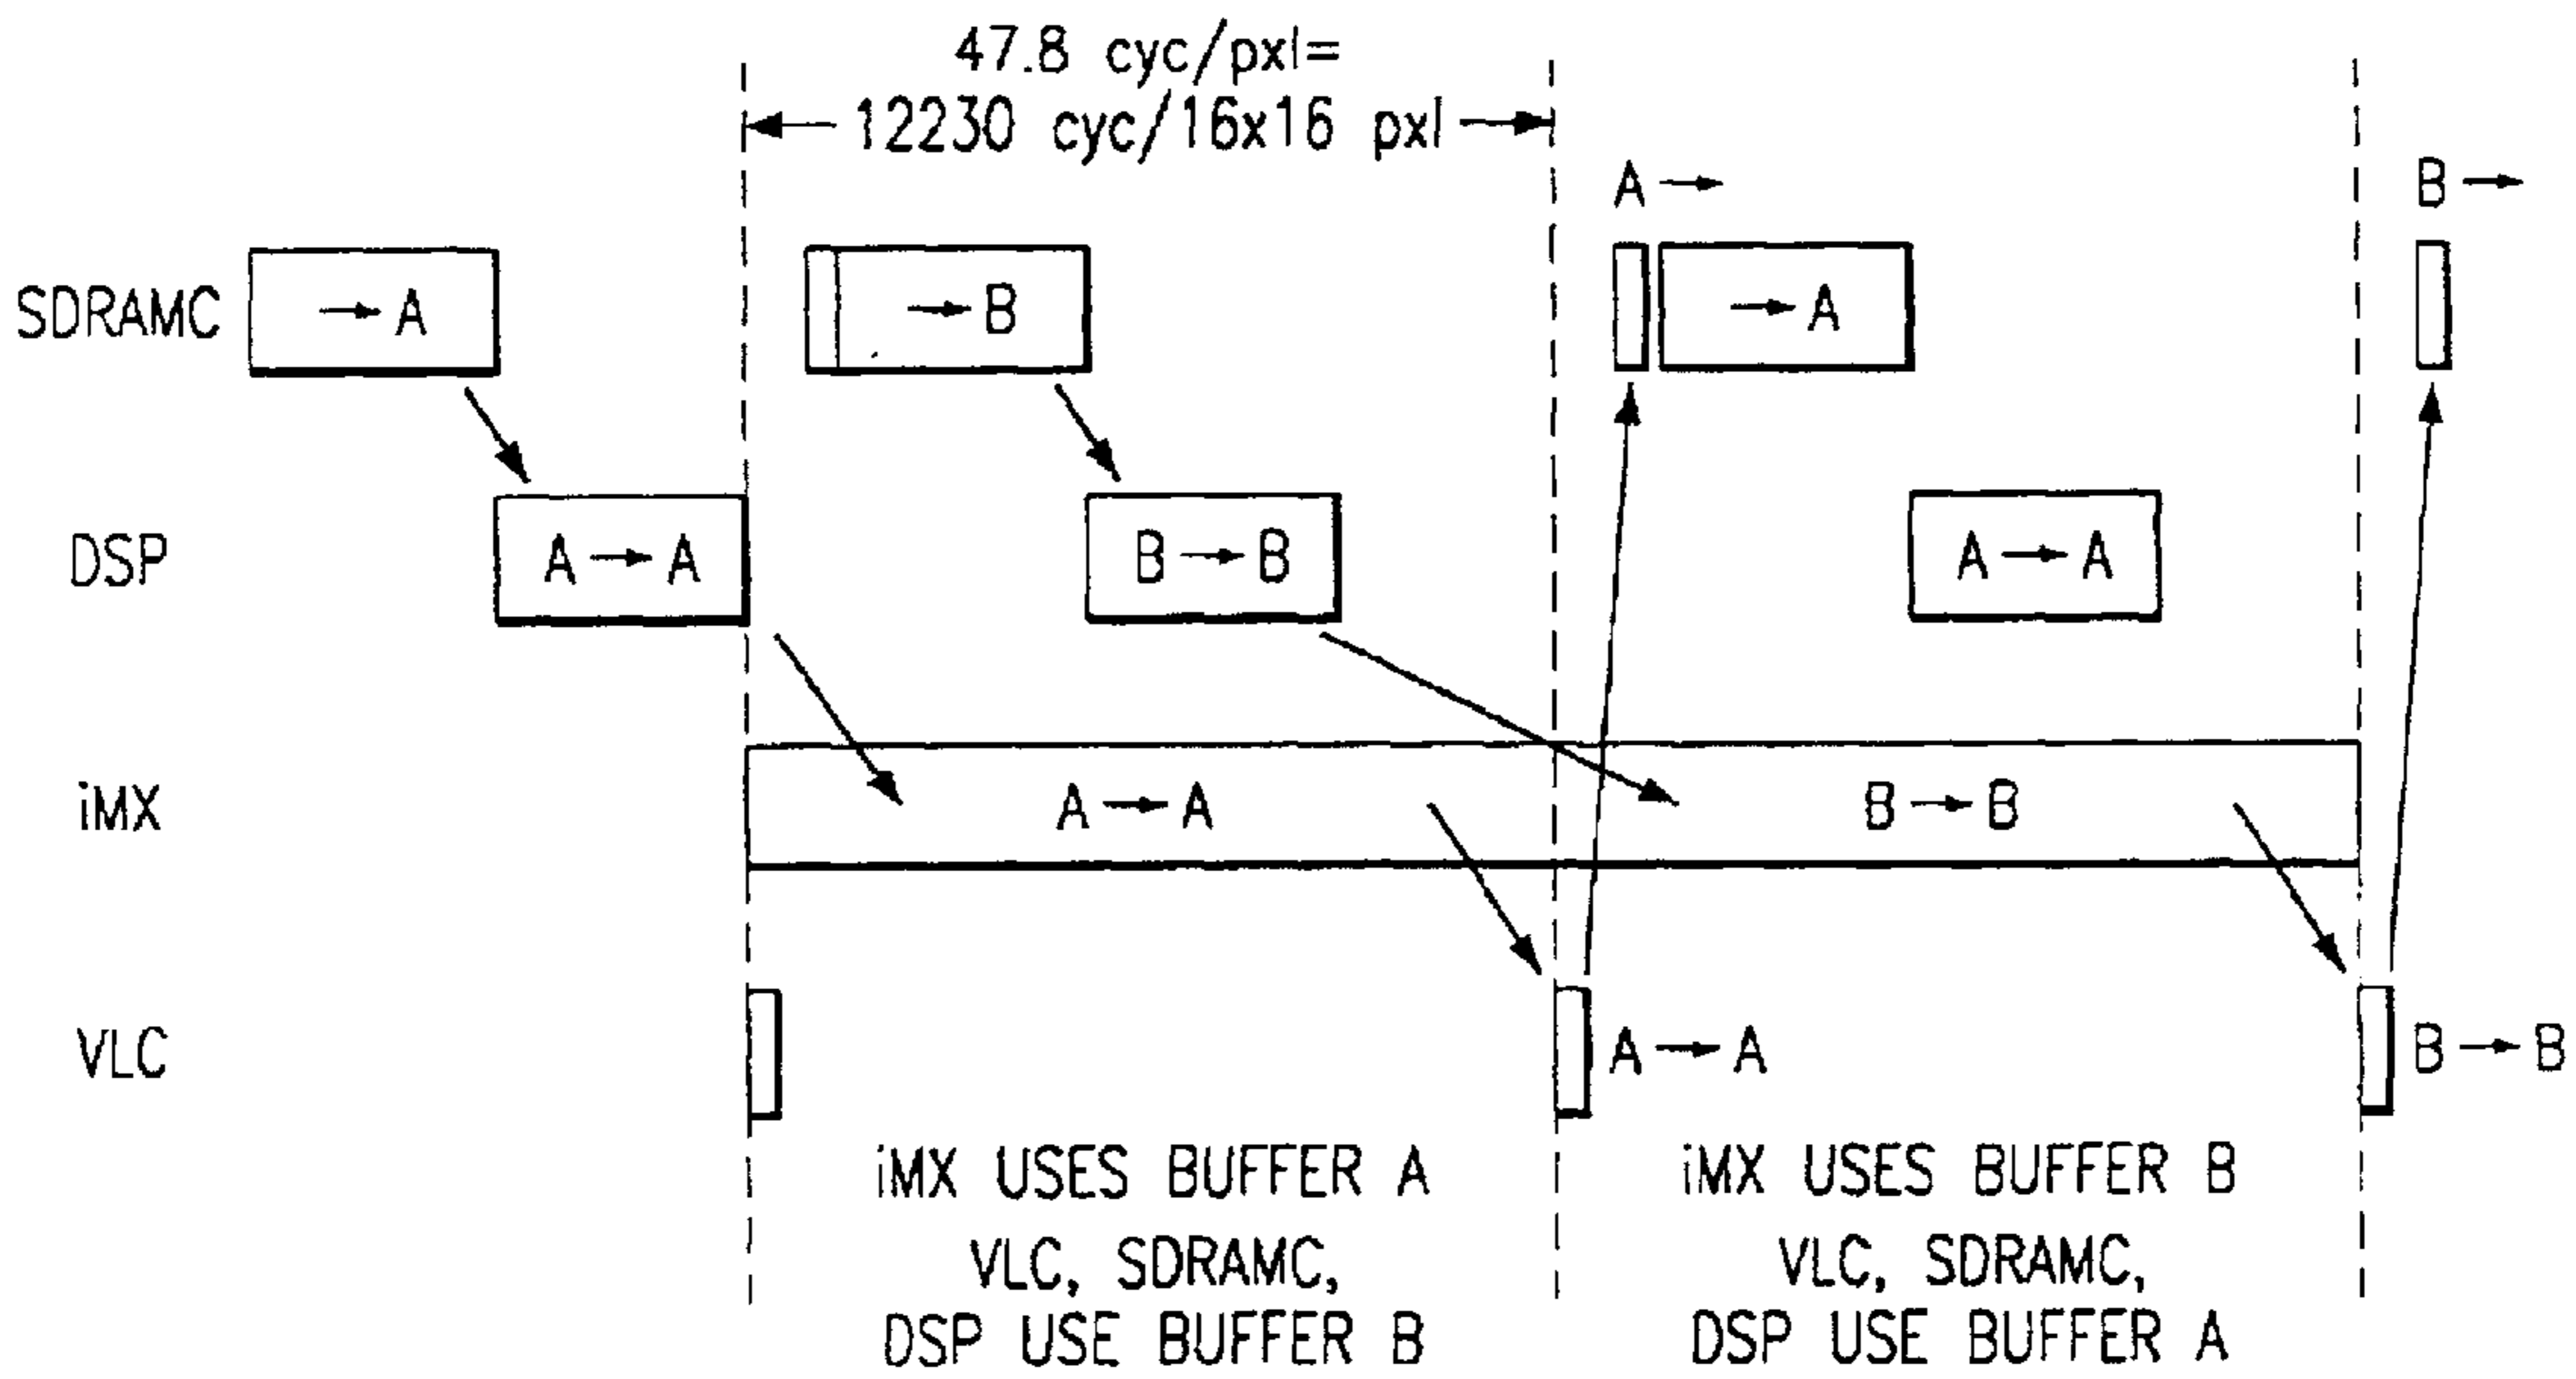 47.8 cyc/pxl=
12230 cyc/16x16 pxl
A → B →
SDRAMC → A → B → A
DSP A → A B → B A → A
iMX A → A B → B
VLC A → A B → B
iMX USES BUFFER A
VLC, SDRAMC,
DSP USE BUFFER B
iMX USES BUFFER B
VLC, SDRAMC,
DSP USE BUFFER A